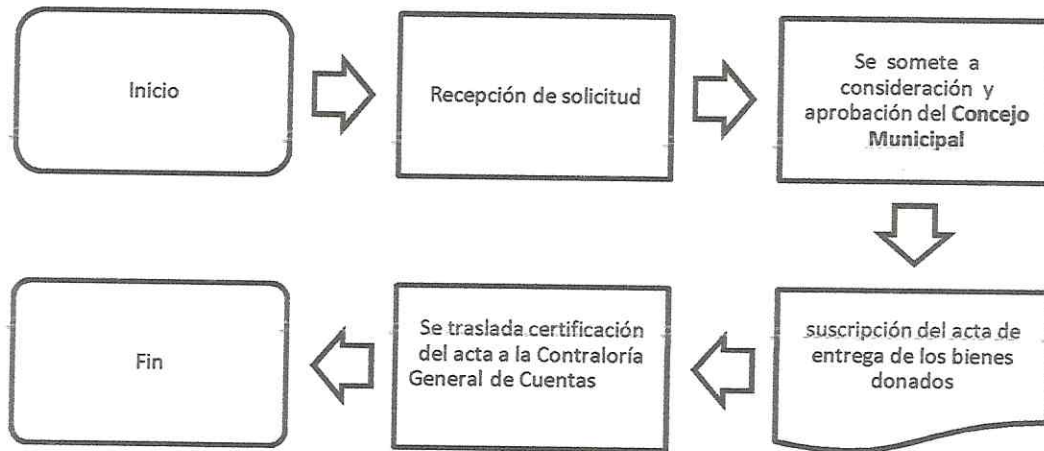 Inicio
Recepción de solicitud
Se somete a
consideración y
aprobación del Concejo
Municipal
suscripción del acta de
entrega de los bienes
donados
Se traslada certificación
del acta a la Contraloría
General de Cuentas
Fin